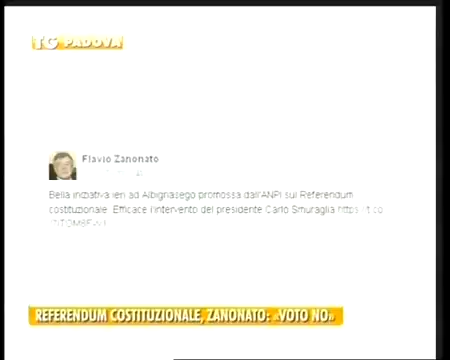 TG PADOVA
Flavio Zanonato
Bella iniziativa ieri ad Albignasego promossa dall'ANPI sul Referendum
costituzionale. Efficace l'intervento del presidente Carlo Smuraglia
REFERENDUM COSTITUZIONALE, ZANONATO: «VOTO NO»